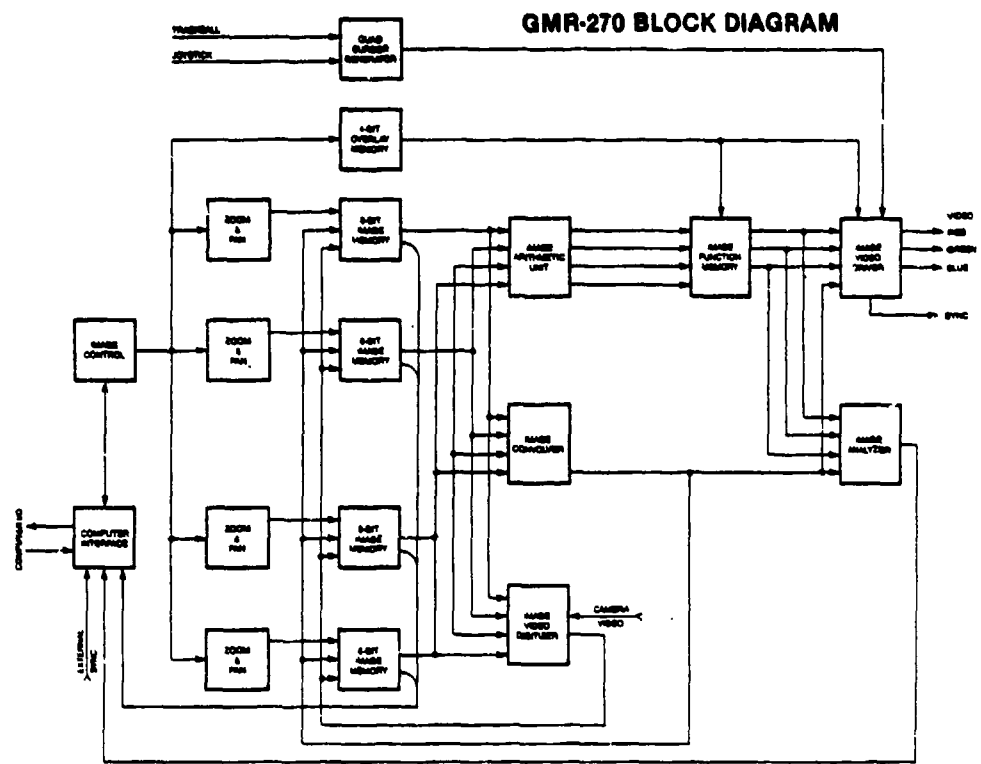 GMR-270 BLOCK DIAGRAM
TRACKBALL
JOYSTICK
QUAD
CURSOR
GENERATOR
4-BIT
OVERLAY
MEMORY
ZOOM
&
PAN
8-BIT
IMAGE
MEMORY
IMAGE
ARITHMETIC
UNIT
IMAGE
FUNCTION
MEMORY
IMAGE
VIDEO
DRIVER
VIDEO
RED
GREEN
BLUE
SYNC
IMAGE
CONTROL
ZOOM
&
PAN
8-BIT
IMAGE
MEMORY
IMAGE
CONVOLVER
IMAGE
ANALYZER
COMPUTER I/O
COMPUTER
INTERFACE
ZOOM
&
PAN
8-BIT
IMAGE
MEMORY
EXTERNAL
SYNC
ZOOM
&
PAN
8-BIT
IMAGE
MEMORY
IMAGE
VIDEO
DIGITIZER
CAMERA
VIDEO